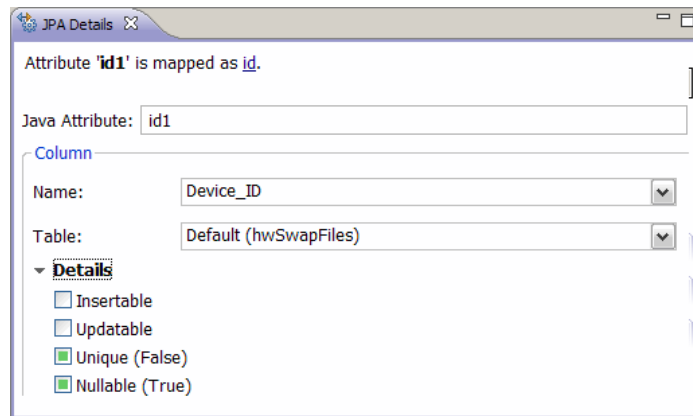 JPA Details
Attribute 'id1' is mapped as id.
Java Attribute: id1
Column
Name: Device_ID
Table: Default (hwSwapFiles)
Details
Insertable
Updatable
Unique (False)
Nullable (True)